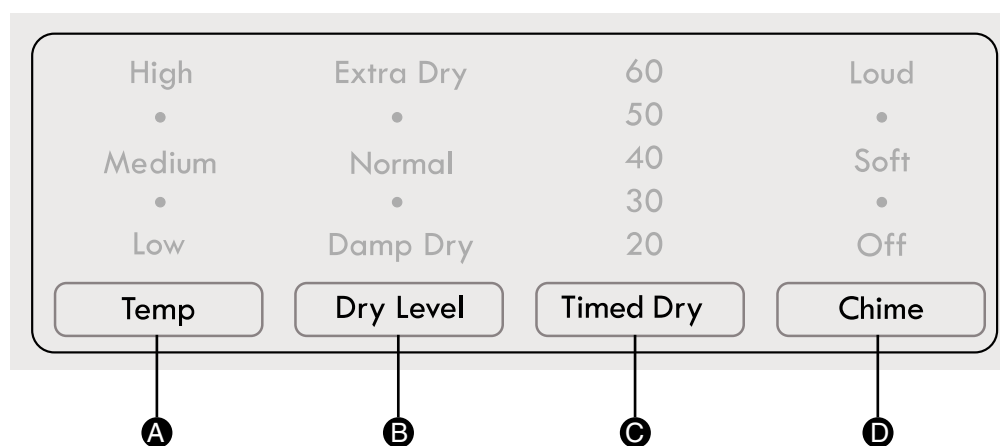 High Extra Dry 60 Loud
• • 50 •
Medium Normal 40 Soft
• • 30 •
Low Damp Dry 20 Off
Temp Dry Level Timed Dry Chime
A B C D